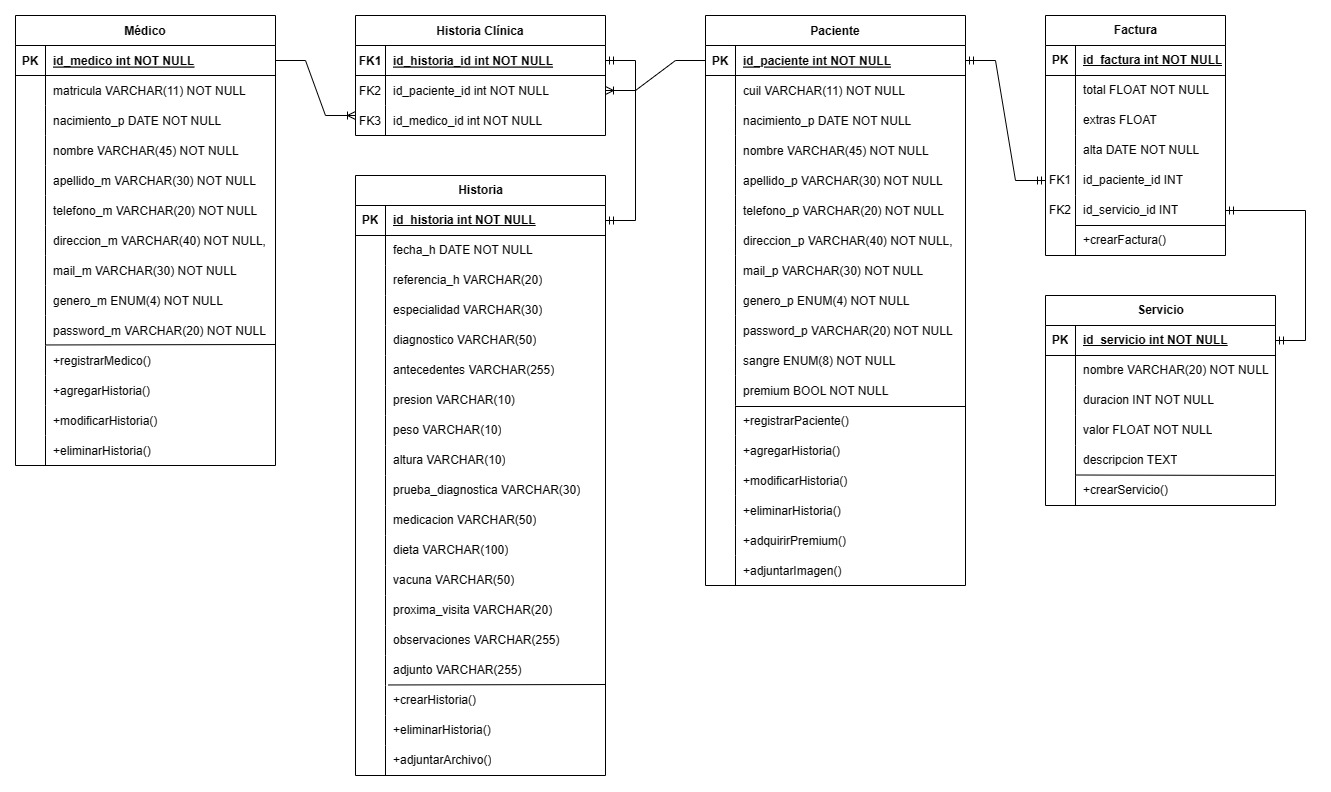 Médico
PK id_medico int NOT NULL
matricula VARCHAR(11) NOT NULL
nacimiento_p DATE NOT NULL
nombre VARCHAR(45) NOT NULL
apellido_m VARCHAR(30) NOT NULL
telefono_m VARCHAR(20) NOT NULL
direccion_m VARCHAR(40) NOT NULL,
mail_m VARCHAR(30) NOT NULL
genero_m ENUM(4) NOT NULL
password_m VARCHAR(20) NOT NULL
+registrarMedico()
+agregarHistoria()
+modificarHistoria()
+eliminarHistoria()
Historia Clínica
FK1 id_historia_id int NOT NULL
FK2 id_paciente_id int NOT NULL
FK3 id_medico_id int NOT NULL
Historia
PK id_historia int NOT NULL
fecha_h DATE NOT NULL
referencia_h VARCHAR(20)
especialidad VARCHAR(30)
diagnostico VARCHAR(50)
antecedentes VARCHAR(255)
presion VARCHAR(10)
peso VARCHAR(10)
altura VARCHAR(10)
prueba_diagnostica VARCHAR(30)
medicacion VARCHAR(50)
dieta VARCHAR(100)
vacuna VARCHAR(50)
proxima_visita VARCHAR(20)
observaciones VARCHAR(255)
adjunto VARCHAR(255)
+crearHistoria()
+eliminarHistoria()
+adjuntarArchivo()
Paciente
PK id_paciente int NOT NULL
cuil VARCHAR(11) NOT NULL
nacimiento_p DATE NOT NULL
nombre VARCHAR(45) NOT NULL
apellido_p VARCHAR(30) NOT NULL
telefono_p VARCHAR(20) NOT NULL
direccion_p VARCHAR(40) NOT NULL,
mail_p VARCHAR(30) NOT NULL
genero_p ENUM(4) NOT NULL
password_p VARCHAR(20) NOT NULL
sangre ENUM(8) NOT NULL
premium BOOL NOT NULL
+registrarPaciente()
+agregarHistoria()
+modificarHistoria()
+eliminarHistoria()
+adquirirPremium()
+adjuntarImagen()
Factura
PK id_factura int NOT NULL
total FLOAT NOT NULL
extras FLOAT
alta DATE NOT NULL
FK1 id_paciente_id INT
FK2 id_servicio_id INT
+crearFactura()
Servicio
PK id_servicio int NOT NULL
nombre VARCHAR(20) NOT NULL
duracion INT NOT NULL
valor FLOAT NOT NULL
descripcion TEXT
+crearServicio()